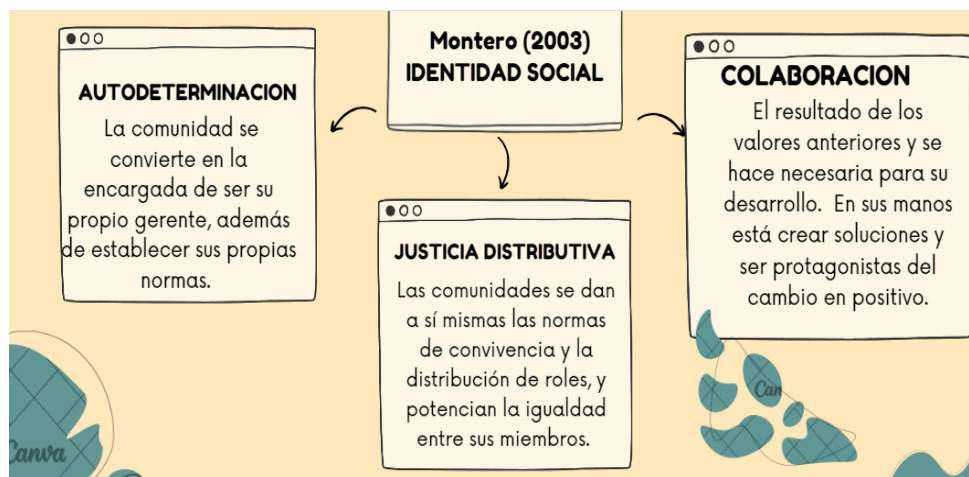 Montero (2003)
IDENTIDAD SOCIAL
AUTODETERMINACION
La comunidad se
convierte en la
encargada de ser su
propio gerente, además
de establecer sus propias
normas.
JUSTICIA DISTRIBUTIVA
Las comunidades se dan
a sí mismas las normas
de convivencia y la
distribución de roles, y
potencian la igualdad
entre sus miembros.
COLABORACION
El resultado de los
valores anteriores y se
hace necesaria para su
desarrollo. En sus manos
está crear soluciones y
ser protagonistas del
cambio en positivo.
Canva
Can